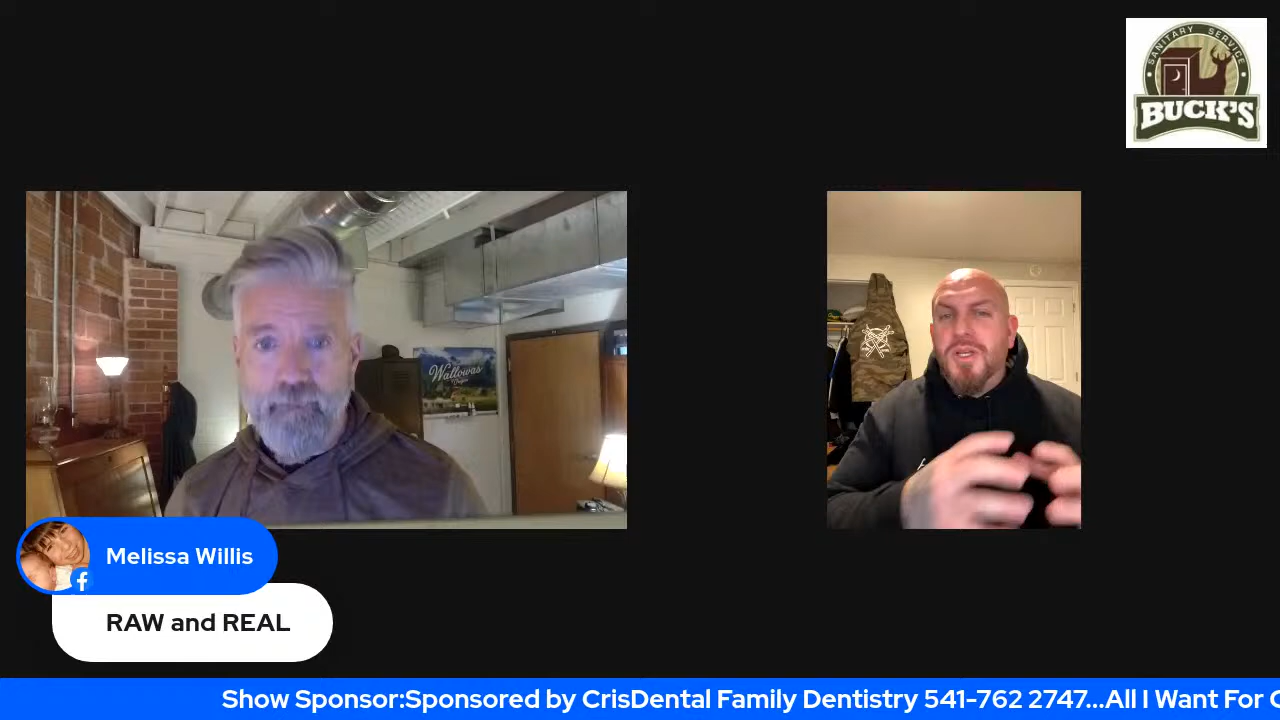 SANITARY SERVICE
BUCK'S
Wallowas
Melissa Willis
RAW and REAL
Show Sponsor:Sponsored by CrisDental Family Dentistry 541-762 2747...All I Want For